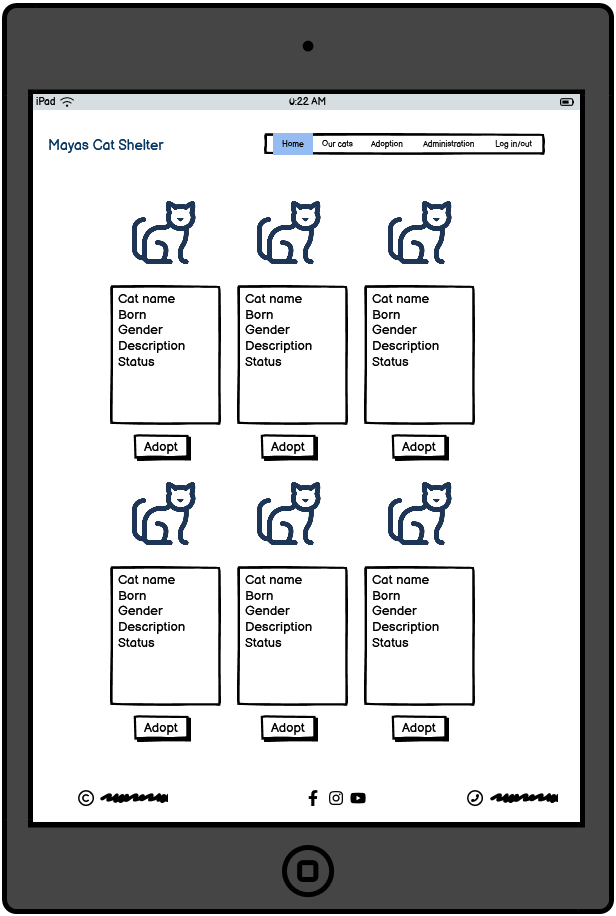 iPad 0:22 AM
Mayas Cat Shelter
Home Our cats Adoption Administration Log in/out
Cat name Cat name Cat name
Born Born Born
Gender Gender Gender
Description Description Description
Status Status Status
Adopt Adopt Adopt
Cat name Cat name Cat name
Born Born Born
Gender Gender Gender
Description Description Description
Status Status Status
Adopt Adopt Adopt
©